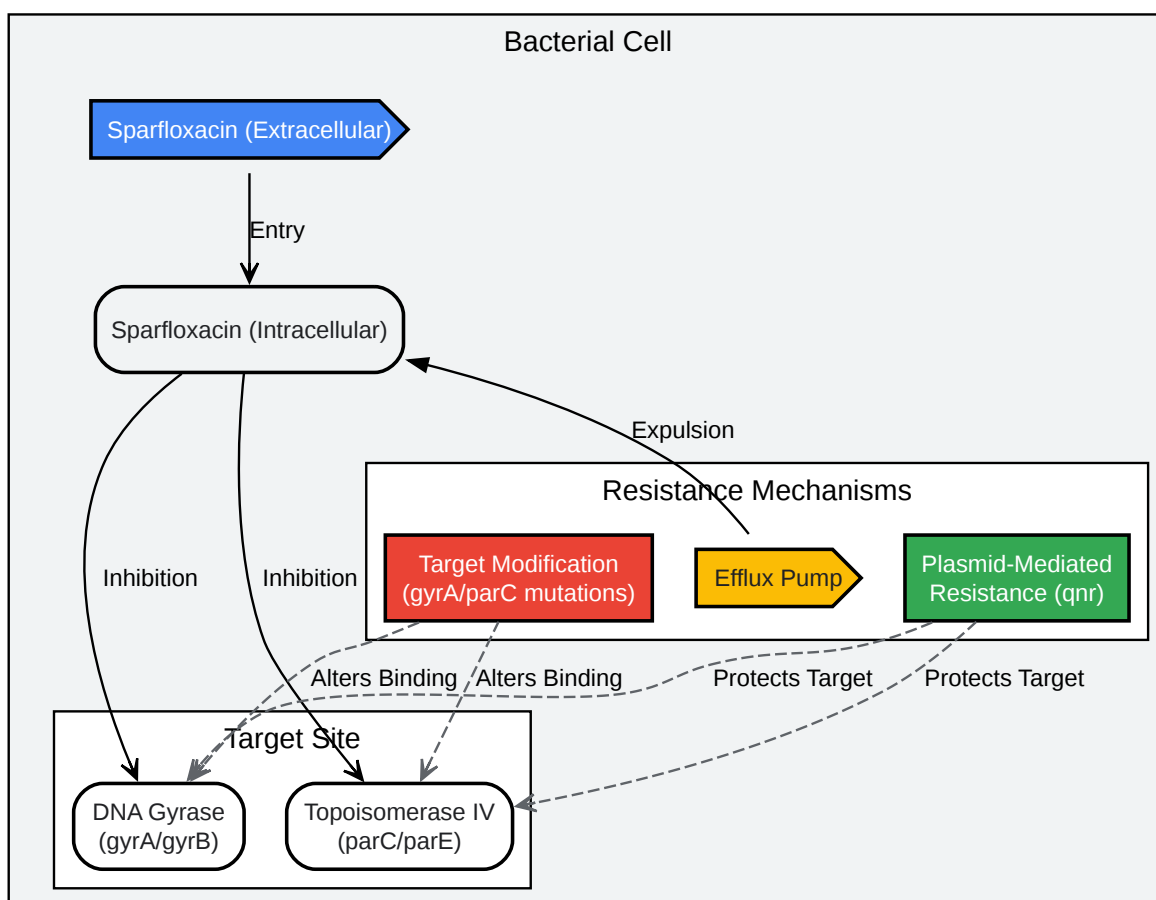 Bacterial Cell
Sparfloxacin (Extracellular)
Entry
Sparfloxacin (Intracellular)
Expulsion
Resistance Mechanisms
Target Modification
(gyrA/parC mutations)
Efflux Pump
Plasmid-Mediated
Resistance (qnr)
Inhibition
Inhibition
Alters Binding
Alters Binding
Protects Target
Protects Target
Target Site
DNA Gyrase
(gyrA/gyrB)
Topoisomerase IV
(parC/parE)